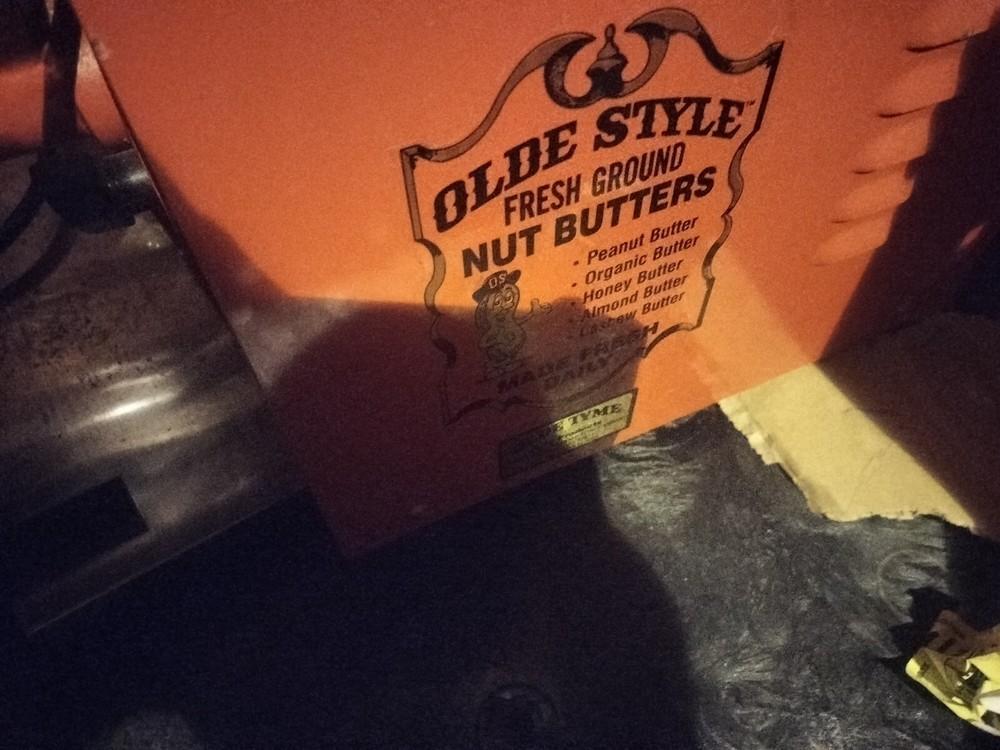 OLDE STYLE™
FRESH GROUND
NUT BUTTERS
• Peanut Butter
• Organic Butter
• Honey Butter
• Almond Butter
• Cashew Butter
OS
MADE FRESH
DAILY
TYME